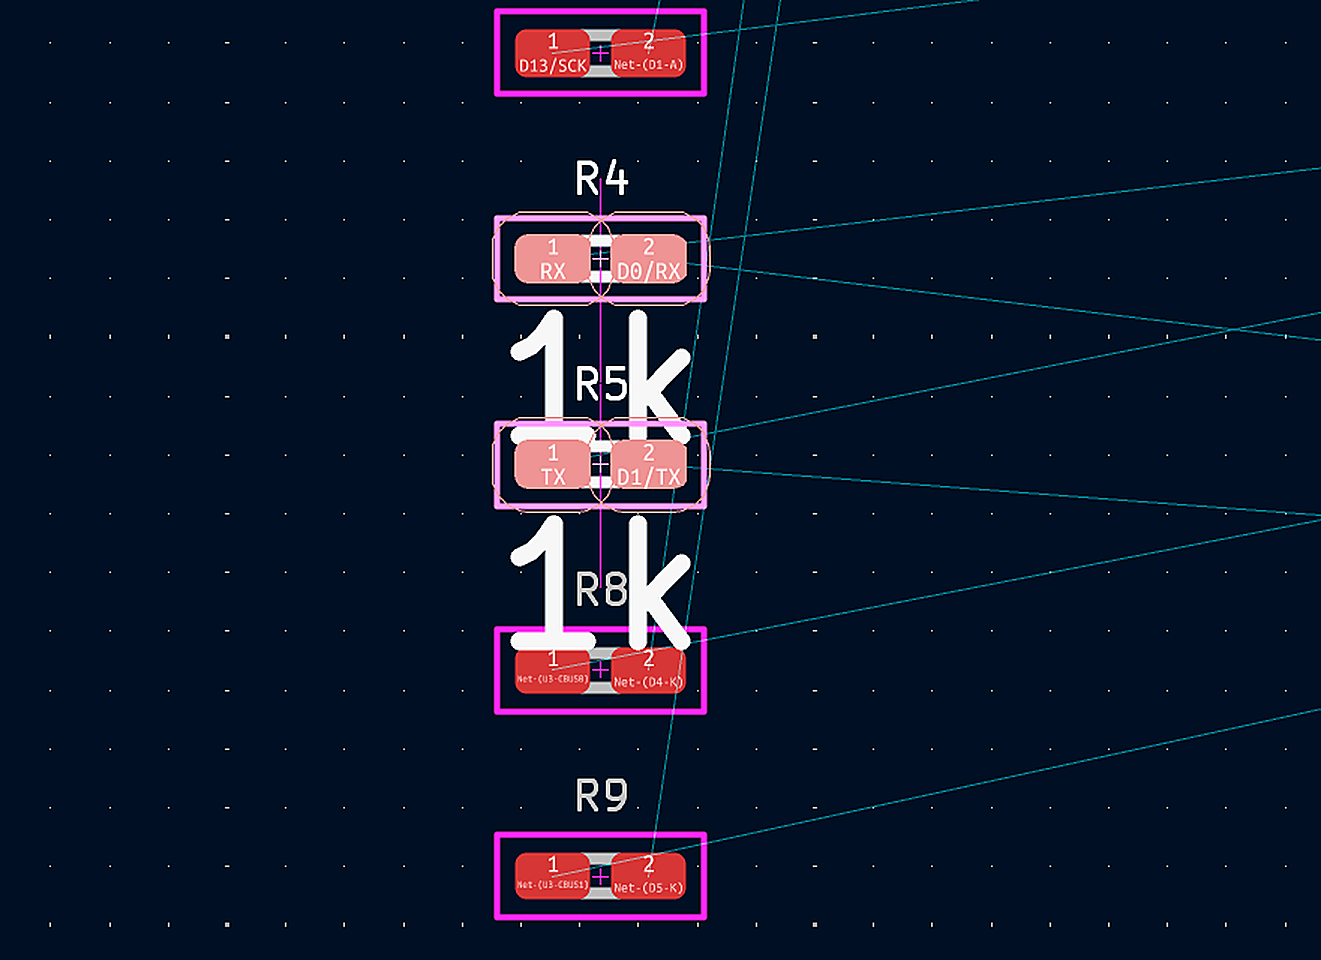 1 2
D13/SCK Net-(D1-A)
R4
1 2
RX D0/RX
1k
R5
1 2
TX D1/TX
1k
R8
1 2
Net-(U3-CBUS0) Net-(D4-K)
R9
1 2
Net-(U3-CBUS1) Net-(D5-K)